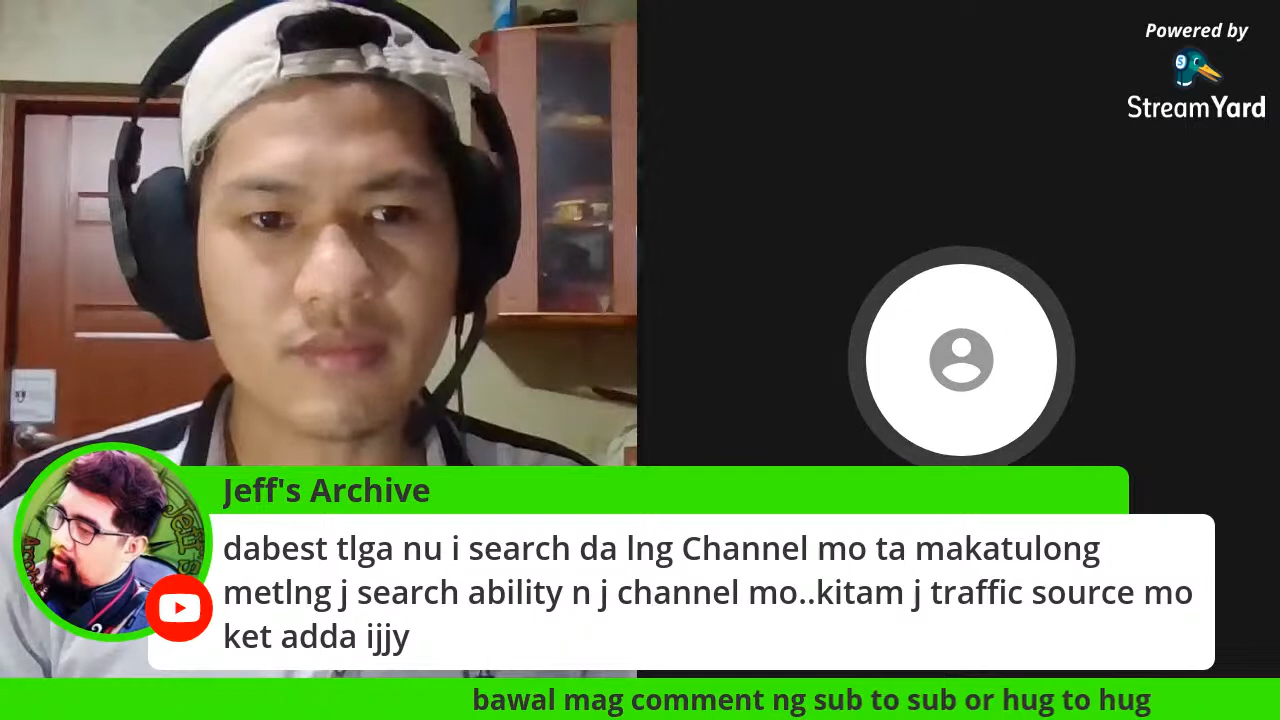 Powered by
StreamYard
Jeff's Archive
dabest tlga nu i search da lng Channel mo ta makatulong
metlng j search ability n j channel mo..kitam j traffic source mo
ket adda ijjy
bawal mag comment ng sub to sub or hug to hug